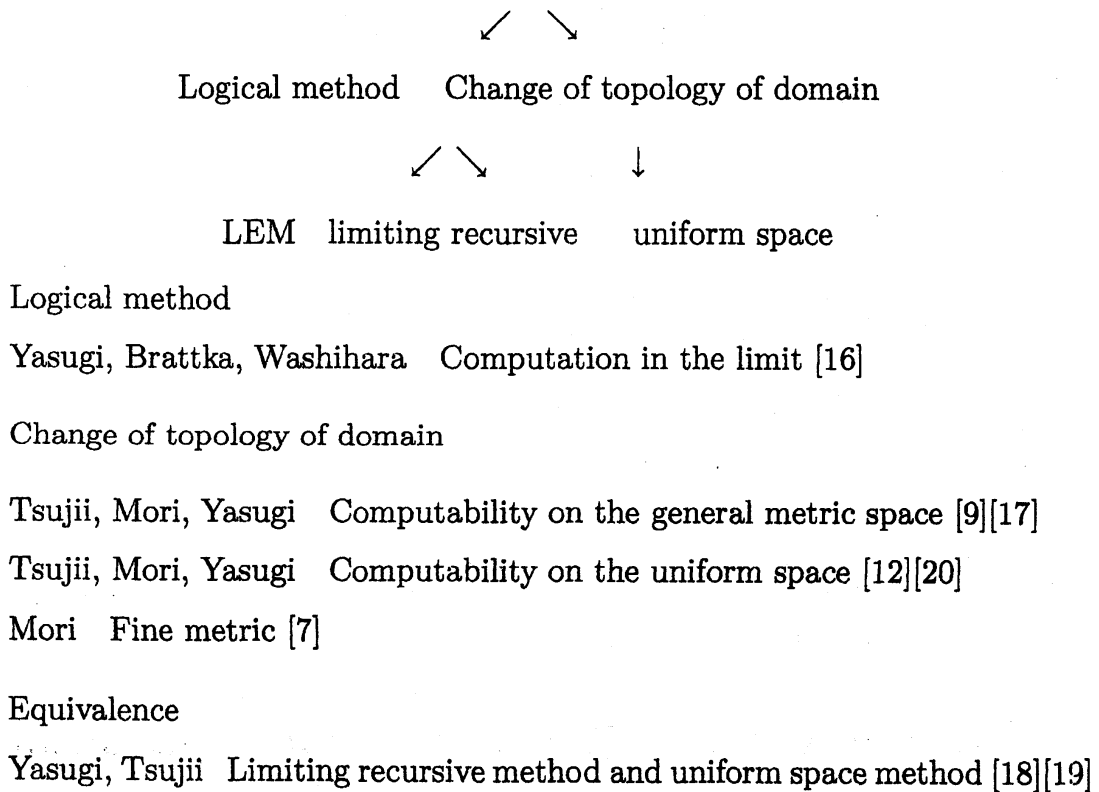 ↙ ↘
Logical method Change of topology of domain
↙ ↘ ↓
LEM limiting recursive uniform space
Logical method
Yasugi, Brattka, Washihara Computation in the limit [16]
Change of topology of domain
Tsujii, Mori, Yasugi Computability on the general metric space [9][17]
Tsujii, Mori, Yasugi Computability on the uniform space [12][20]
Mori Fine metric [7]
Equivalence
Yasugi, Tsujii Limiting recursive method and uniform space method [18][19]